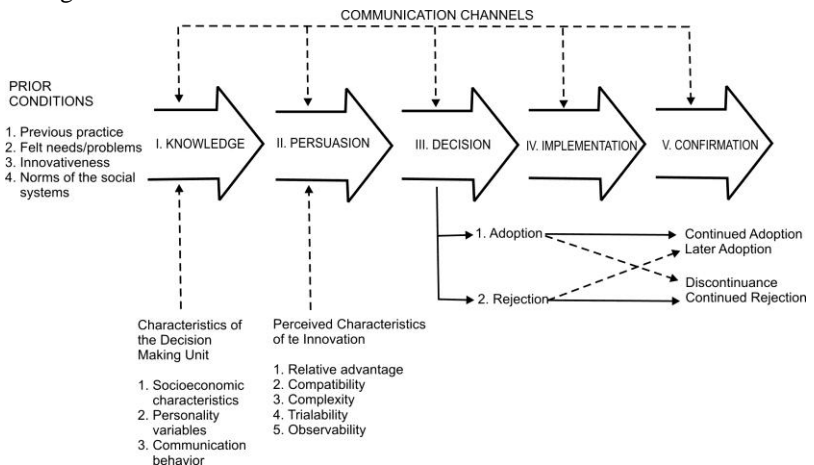 COMMUNICATION CHANNELS
PRIOR
CONDITIONS
1. Previous practice
2. Felt needs/problems
3. Innovativeness
4. Norms of the social
systems
I. KNOWLEDGE
II. PERSUASION
III. DECISION
IV. IMPLEMENTATION
V. CONFIRMATION
1. Adoption
2. Rejection
Continued Adoption
Later Adoption
Discontinuance
Continued Rejection
Characteristics of
the Decision
Making Unit
1. Socioeconomic
characteristics
2. Personality
variables
3. Communication
behavior
Perceived Characteristics
of te Innovation
1. Relative advantage
2. Compatibility
3. Complexity
4. Trialability
5. Observability